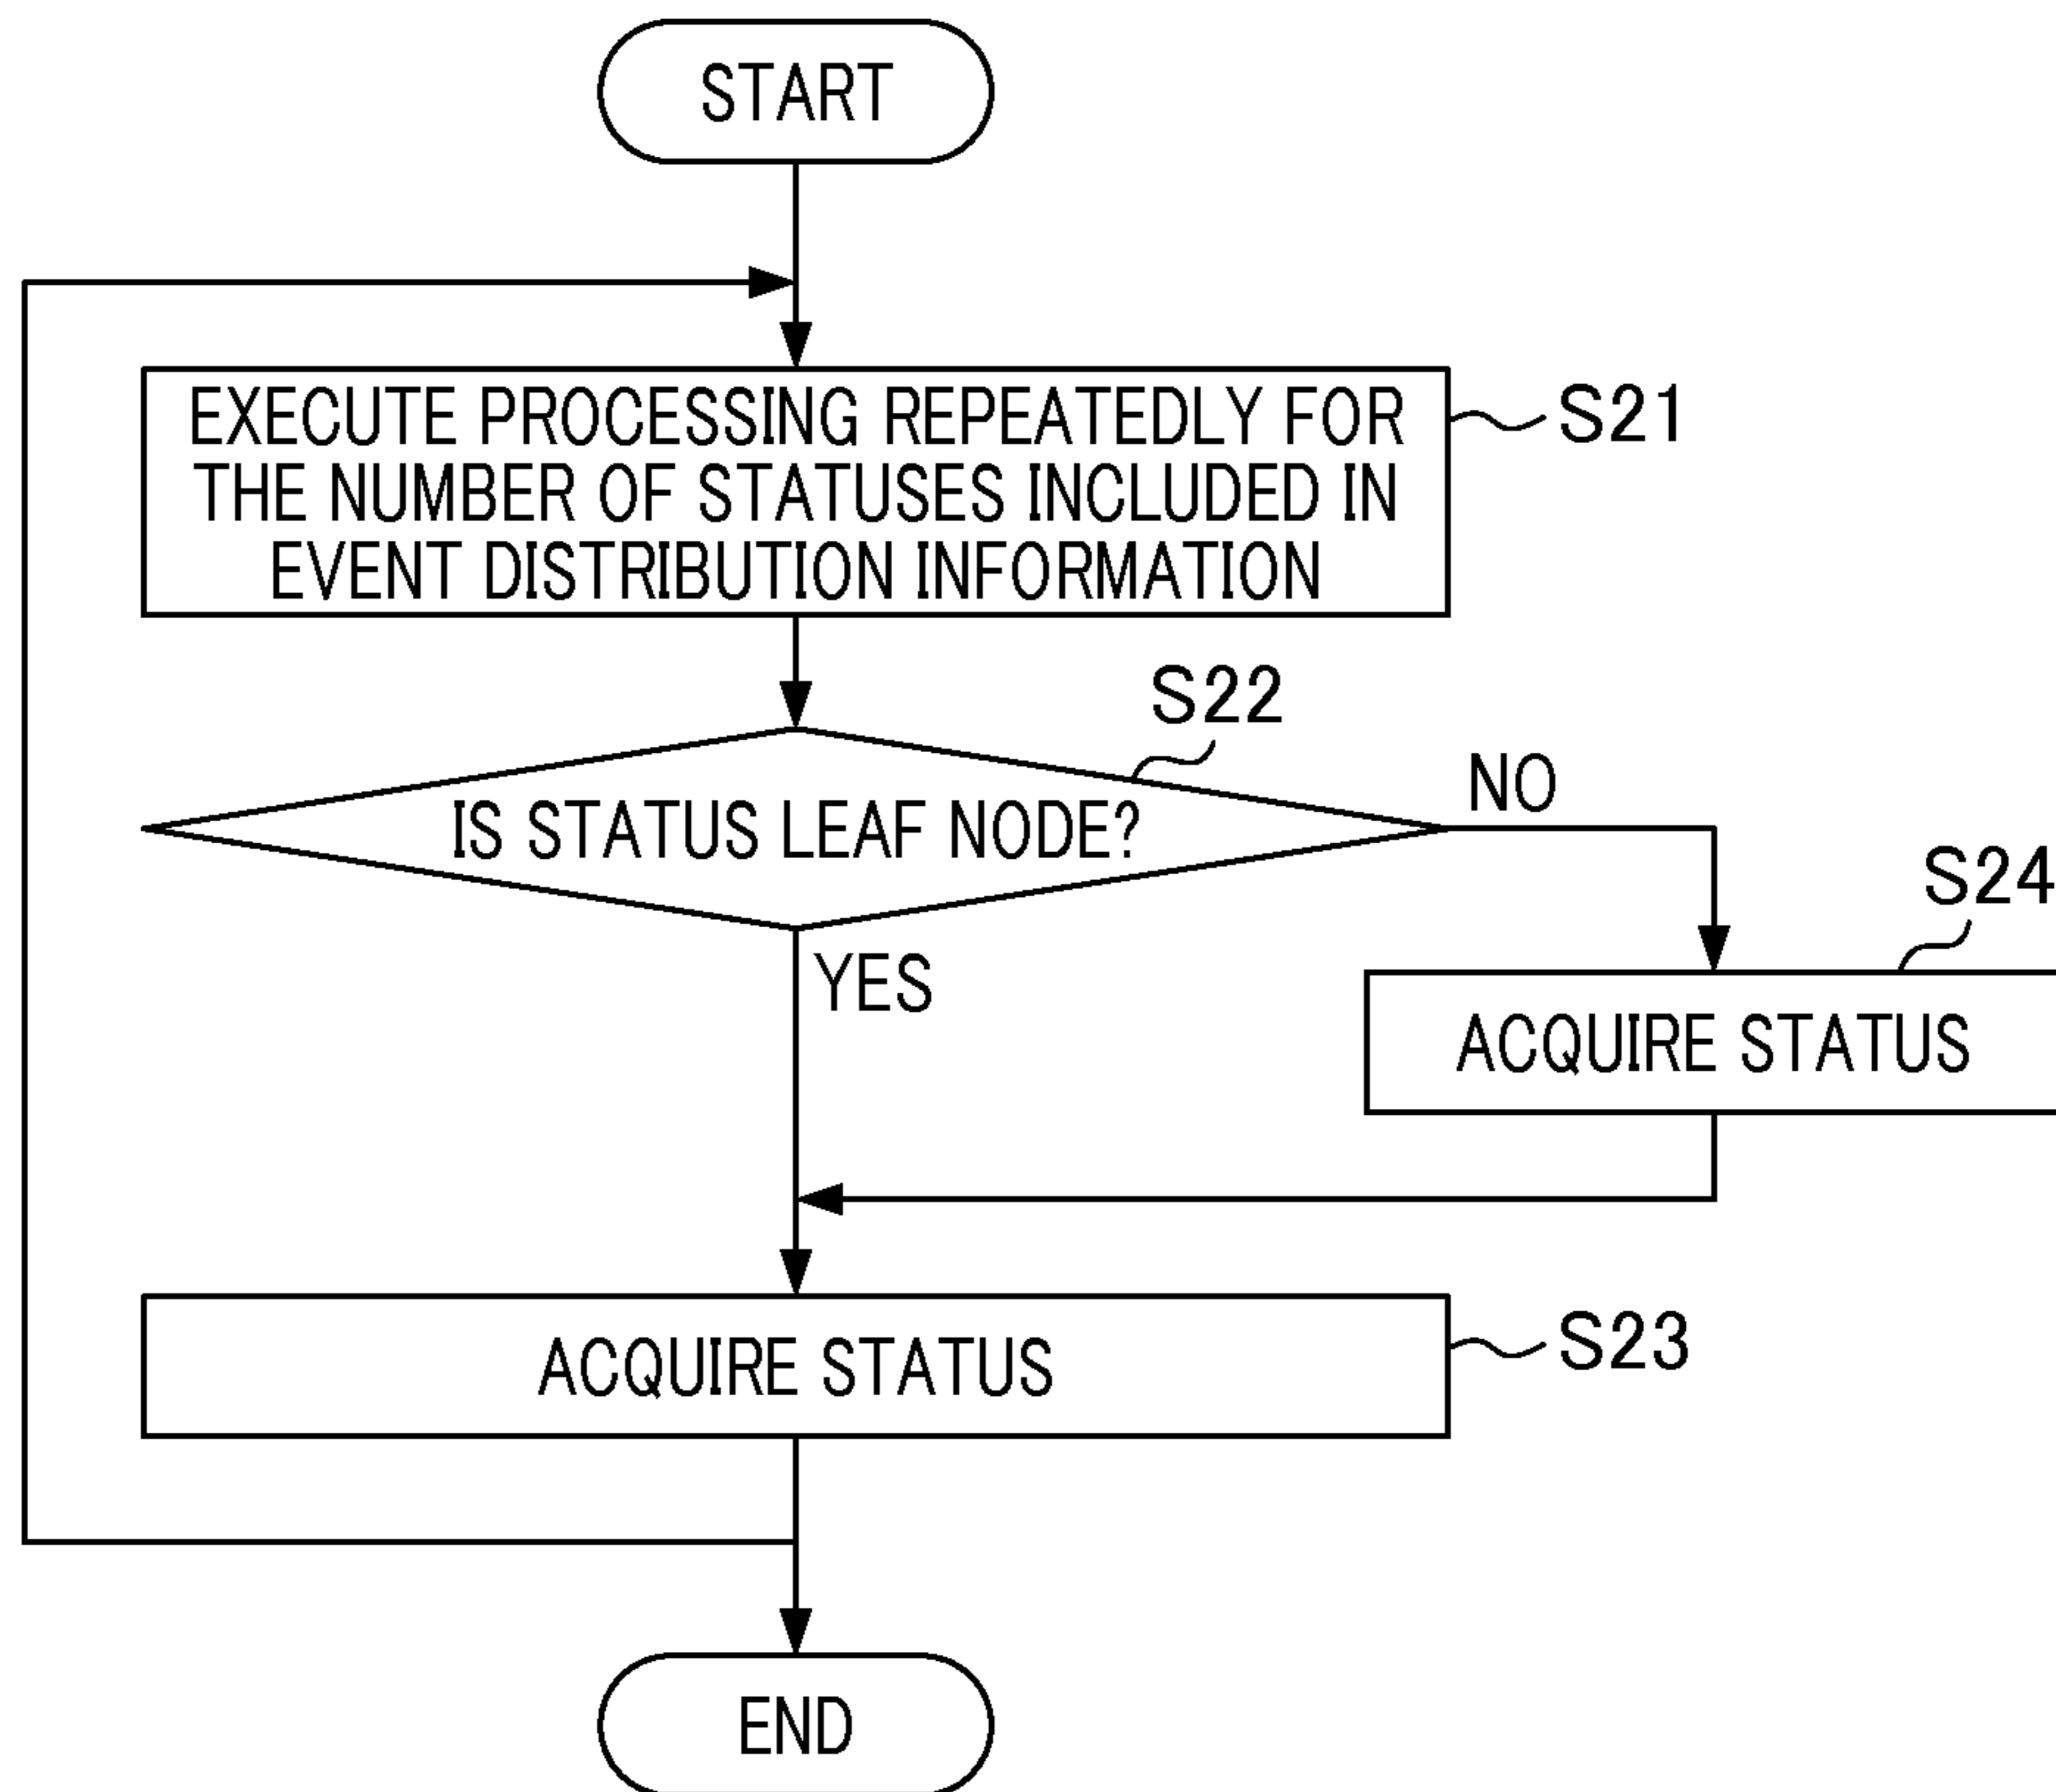 START
EXECUTE PROCESSING REPEATEDLY FOR
THE NUMBER OF STATUSES INCLUDED IN
EVENT DISTRIBUTION INFORMATION
S21
S22
IS STATUS LEAF NODE?
NO
YES
S24
ACQUIRE STATUS
ACQUIRE STATUS
S23
END